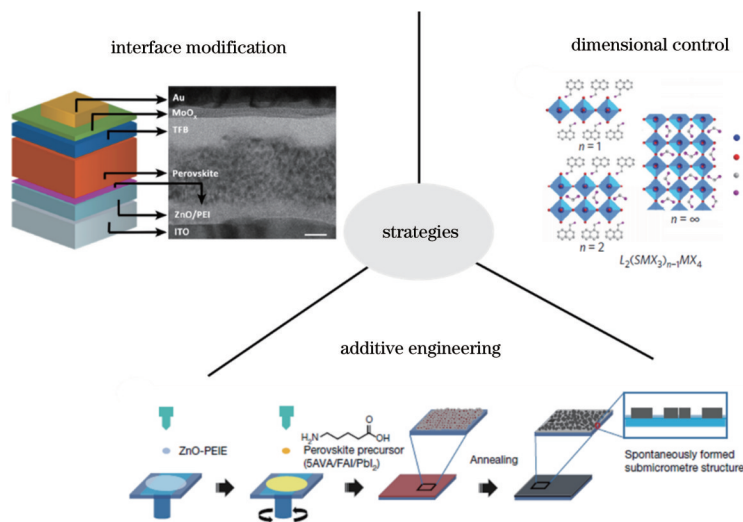 interface modification
Au
MoOₓ
TFB
Perovskite
ZnO/PEI
ITO
dimensional control
n = 1
n = 2
n = ∞
L₂(SMX₃)ₙ₋₁MX₄
strategies
additive engineering
ZnO-PEIE
H₂N
O
OH
Perovskite precursor
(5AVA/FAI/PbI₂)
Annealing
Spontaneously formed
submicrometre structure